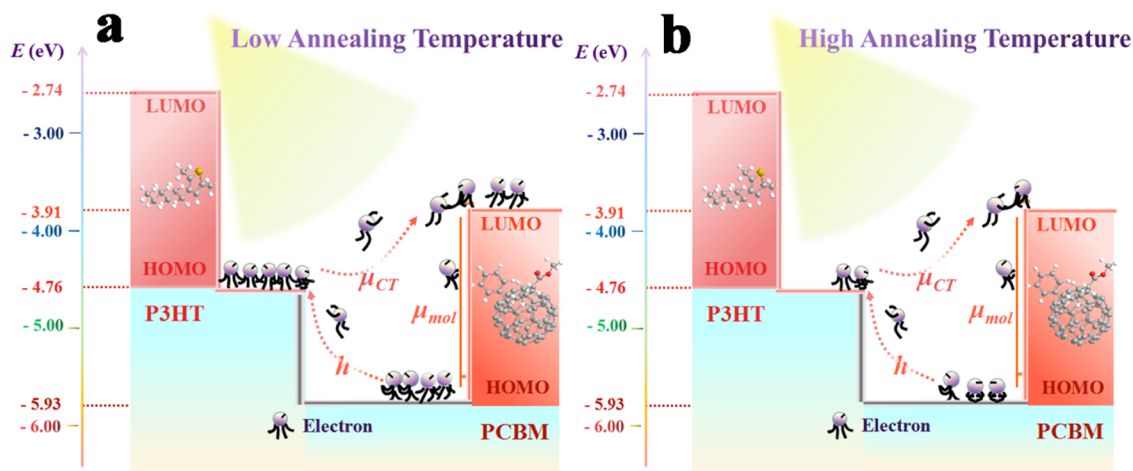 a
Low Annealing Temperature
E (eV)
- 2.74
- 3.00
- 3.91
- 4.00
- 4.76
- 5.00
- 5.93
- 6.00
LUMO
HOMO
P3HT
μCT
μmol
h
LUMO
HOMO
PCBM
Electron
b
High Annealing Temperature
E (eV)
- 2.74
- 3.00
- 3.91
- 4.00
- 4.76
- 5.00
- 5.93
- 6.00
LUMO
HOMO
P3HT
μCT
μmol
h
LUMO
HOMO
PCBM
Electron